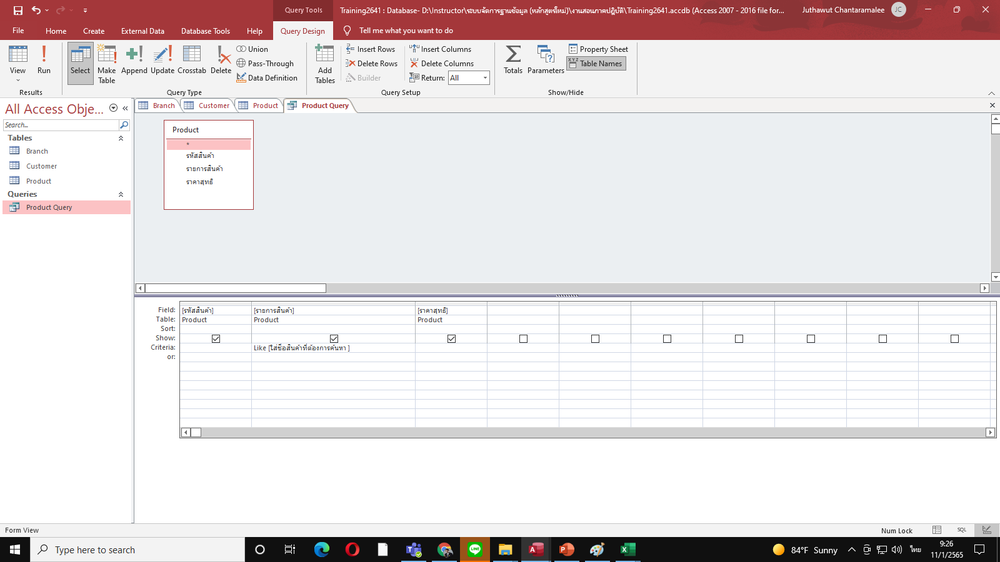 Query Tools
Training2641 : Database- D:\Instructor\ระบบจัดการฐานข้อมูล (หลักสูตรใหม่)\งานสอนภาคปฏิบัติ\Training2641.accdb (Access 2007 - 2016 file for...
Juthawut Chantaramalee
JC
File
Home
Create
External Data
Database Tools
Help
Query Design
Tell me what you want to do
View
Run
Select
Make Table
Append
Update
Crosstab
Delete
Union
Pass-Through
Data Definition
Add Tables
Insert Rows
Delete Rows
Builder
Insert Columns
Delete Columns
Return: All
Totals
Parameters
Property Sheet
XYZ
Table Names
Results
Query Type
Query Setup
Show/Hide
All Access Obje...
Search...
Tables
Branch
Customer
Product
Queries
Product Query
Branch
Customer
Product
Product Query
Product
*
รหัสสินค้า
รายการสินค้า
ราคาสุทธิ
Field: [รหัสสินค้า] [รายการสินค้า] [ราคาสุทธิ]
Table: Product Product Product
Sort:
Show:
Criteria: Like [ใส่ชื่อสินค้าที่ต้องการค้นหา ]
or:
Form View
Num Lock
SQL
Type here to search
84°F Sunny
ไทย
9:26
11/1/2565